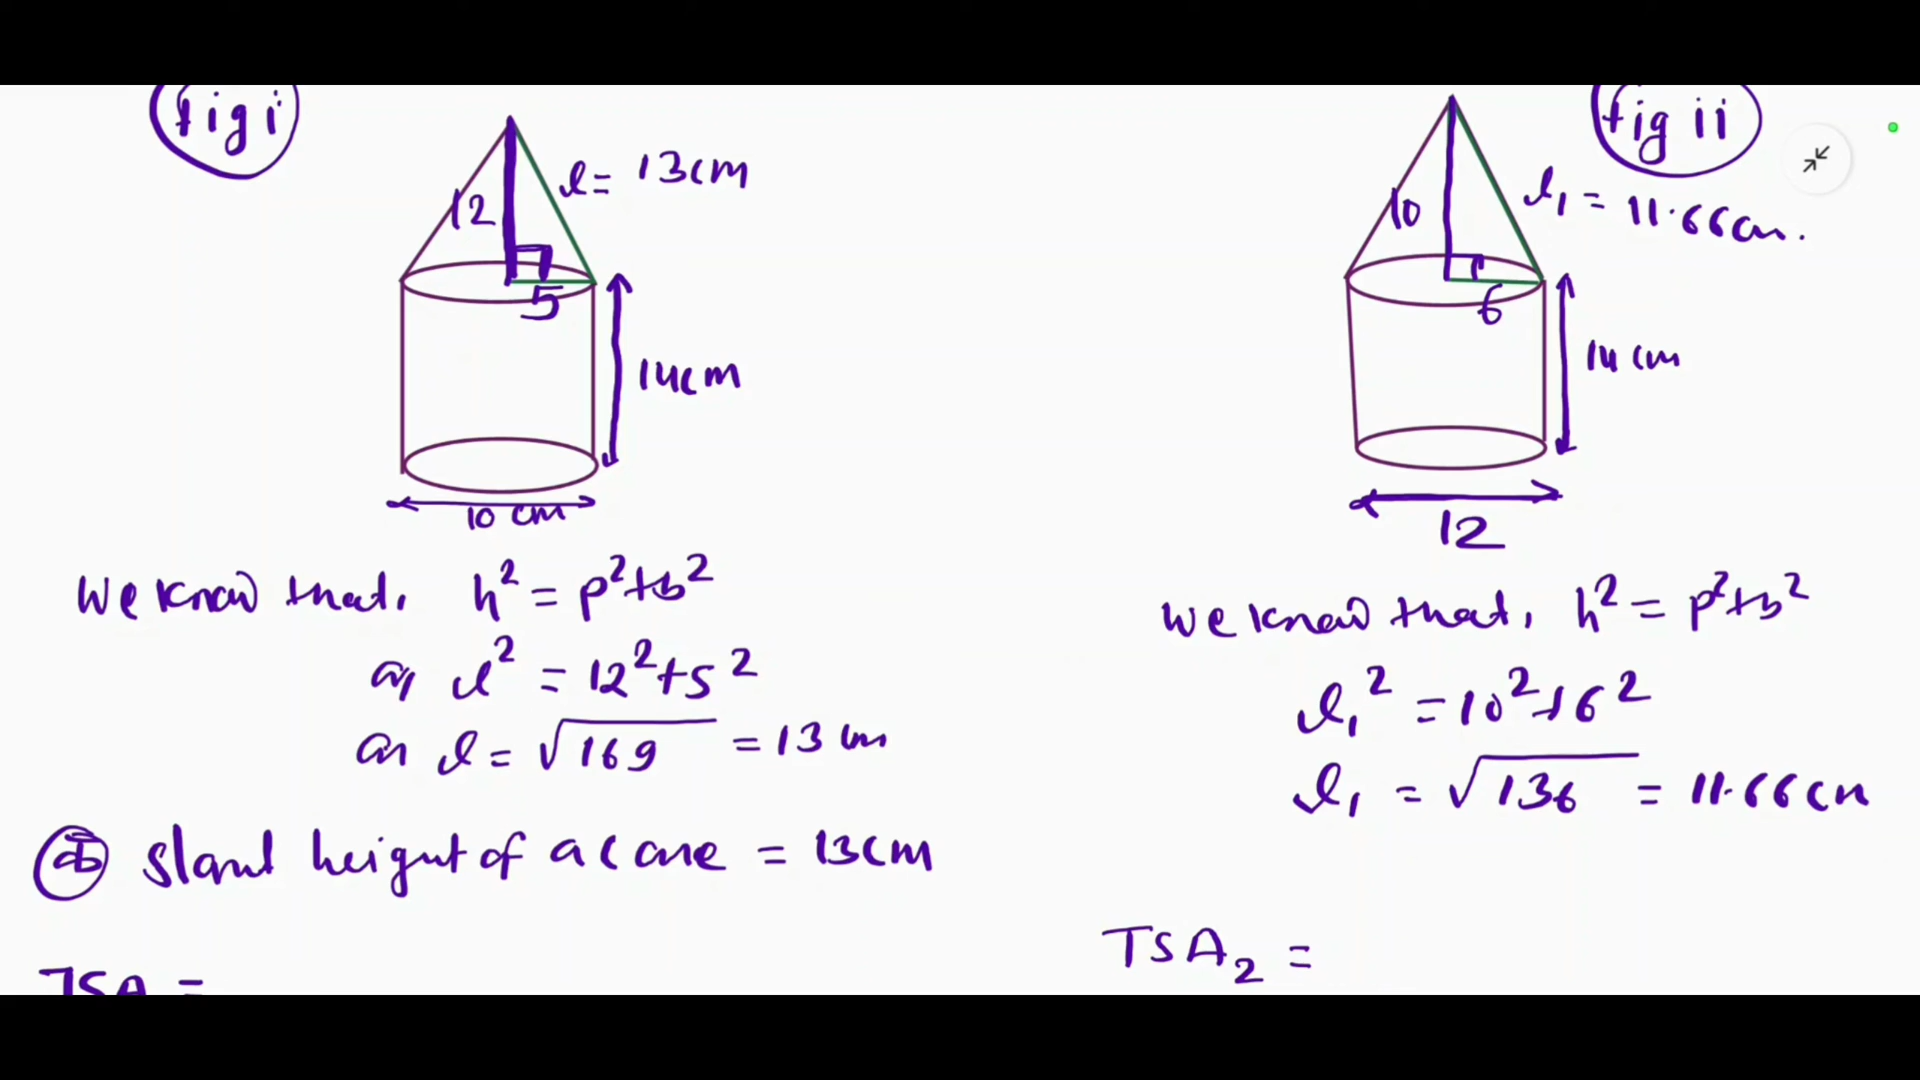 fig i
fig ii
12
l = 13cm
5
14cm
10 cm
10
l₁ = 11.66cm.
6
14 cm
12
We know that, h² = p²+b²
or, l² = 12²+5²
or l = √169 = 13 cm
slant height of a cone = 13cm
TSA =
We know that, h² = p²+b²
l₁² = 10²+6²
l₁ = √136 = 11.66cm
TSA₂ =